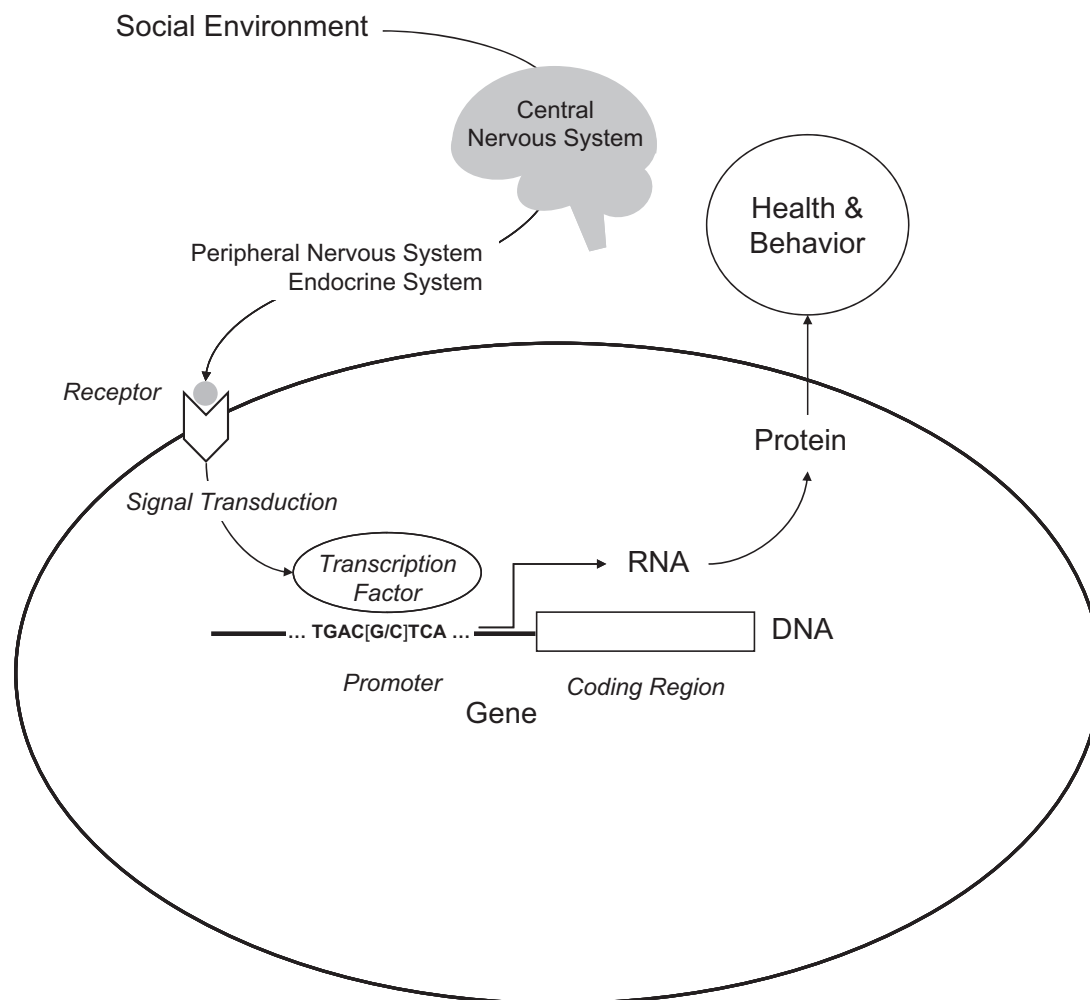 Social Environment
Central
Nervous System
Health &
Behavior
Peripheral Nervous System
Endocrine System
Receptor
Protein
Signal Transduction
Transcription
Factor
RNA
... TGAC[G/C]TCA ...
DNA
Promoter
Coding Region
Gene